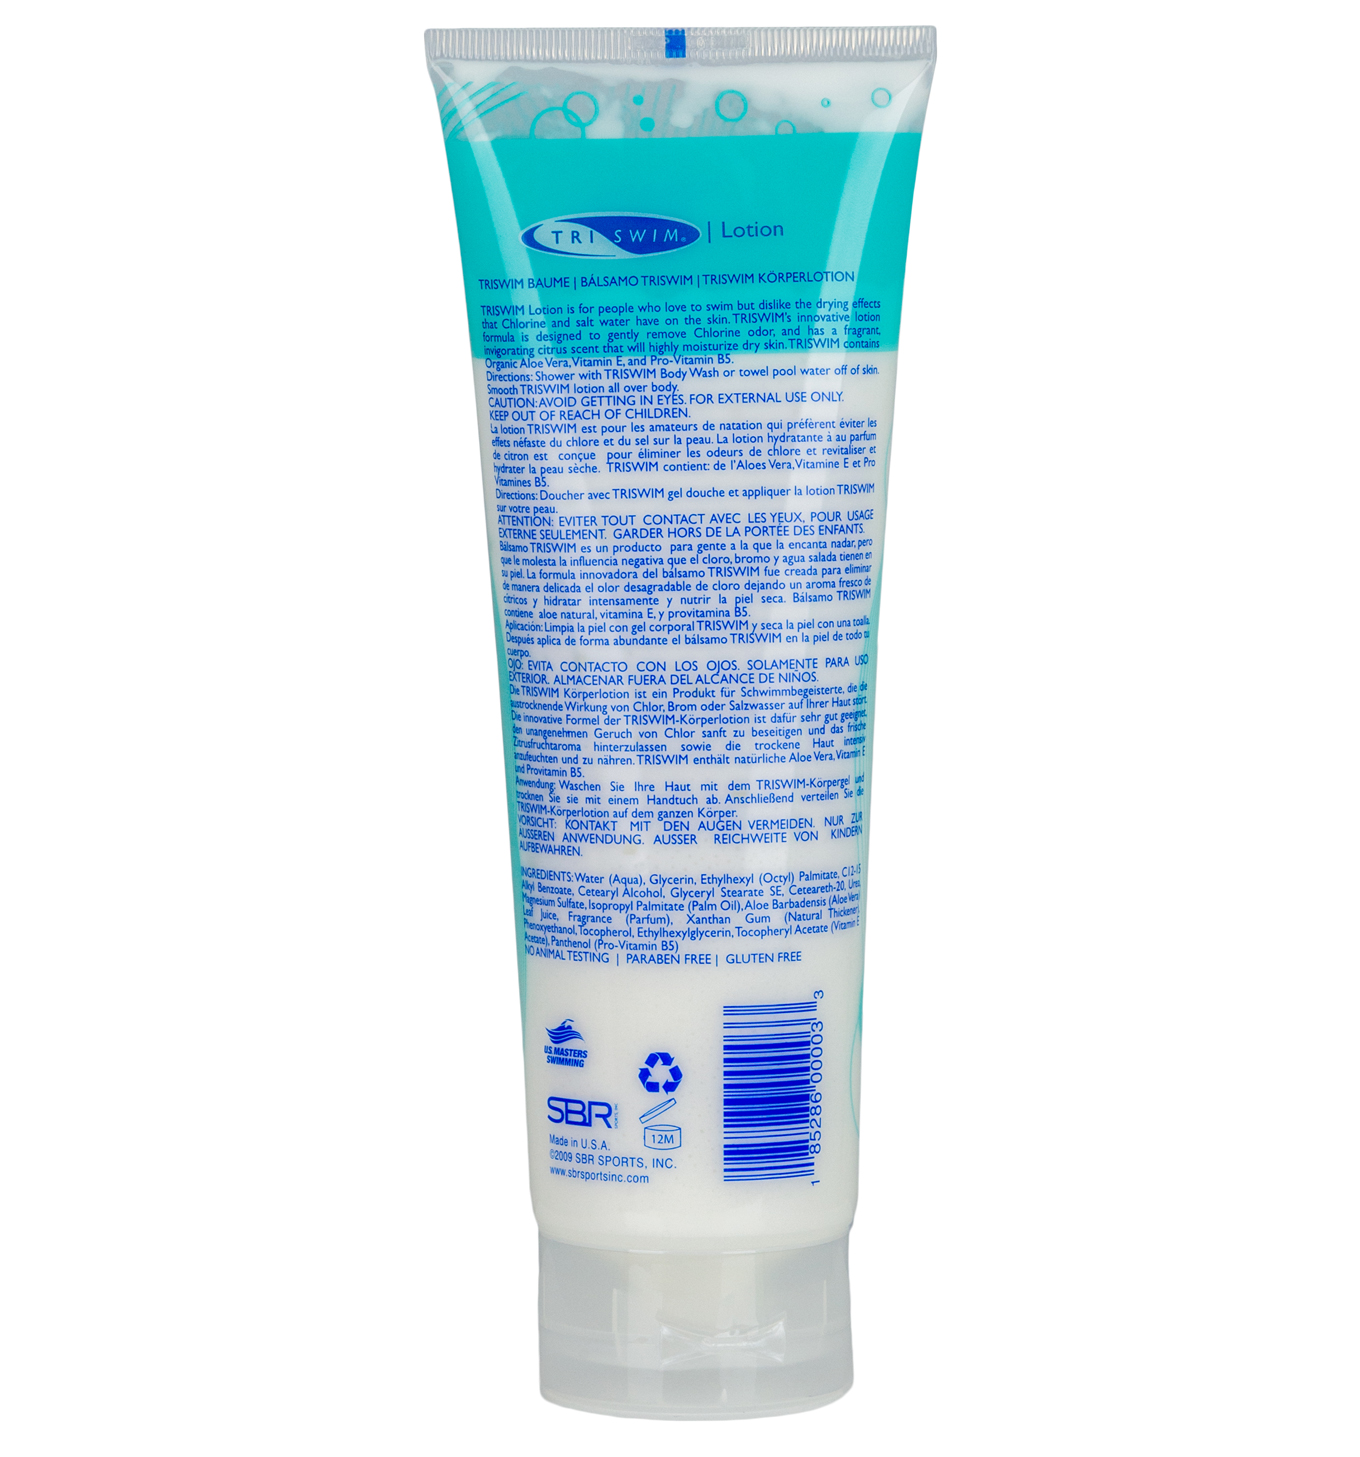 TRISWIM® | Lotion
TRISWIM BAUME | BÁLSAMO TRISWIM | TRISWIM KÖRPERLOTION
TRISWIM Lotion is for people who love to swim but dislike the drying effects
that Chlorine and salt water have on the skin. TRISWIM's innovative lotion
formula is designed to gently remove Chlorine odor, and has a fragrant,
invigorating citrus scent that will highly moisturize dry skin. TRISWIM contains
Organic Aloe Vera, Vitamin E, and Pro-Vitamin B5.
Directions: Shower with TRISWIM Body Wash or towel pool water off of skin.
Smooth TRISWIM lotion all over body.
CAUTION: AVOID GETTING IN EYES. FOR EXTERNAL USE ONLY.
KEEP OUT OF REACH OF CHILDREN.
La lotion TRISWIM est pour les amateurs de natation qui préfèrent éviter les
effets néfaste du chlore et du sel sur la peau. La lotion hydratante à au parfum
de citron est conçue pour éliminer les odeurs de chlore et revitaliser et
hydrater la peau sèche. TRISWIM contient: de l'Aloes Vera, Vitamine E et Pro
Vitamines B5.
Directions: Doucher avec TRISWIM gel douche et appliquer la lotion TRISWIM
sur votre peau.
ATTENTION: EVITER TOUT CONTACT AVEC LES YEUX, POUR USAGE
EXTERNE SEULEMENT. GARDER HORS DE LA PORTÉE DES ENFANTS.
Bálsamo TRISWIM es un producto para gente a la que la encanta nadar, pero
que le molesta la influencia negativa que el cloro, bromo y agua salada tienen en
su piel. La formula innovadora del bálsamo TRISWIM fue creada para eliminar
de manera delicada el olor desagradable de cloro dejando un aroma fresco de
cítricos y hidratar intensamente y nutrir la piel seca. Bálsamo TRISWIM
contiene aloe natural, vitamina E, y provitamina B5.
Aplicación: Limpia la piel con gel corporal TRISWIM y seca la piel con una toalla.
Después aplica de forma abundante el bálsamo TRISWIM en la piel de todo tu
cuerpo.
OJO: EVITA CONTACTO CON LOS OJOS. SOLAMENTE PARA USO
EXTERIOR. ALMACENAR FUERA DEL ALCANCE DE NIÑOS.
Die TRISWIM Körperlotion ist ein Produkt für Schwimmbegeisterte, die die
austrocknende Wirkung von Chlor, Brom oder Salzwasser auf Ihrer Haut stört.
Die innovative Formel der TRISWIM-Körperlotion ist dafür sehr gut geeignet,
den unangenehmen Geruch von Chlor sanft zu beseitigen und das frische
Zitrusfruchtaroma hinterzulassen sowie die trockene Haut intensiv
anzufeuchten und zu nähren. TRISWIM enthält natürliche Aloe Vera, Vitamin E
und Provitamin B5.
Anwendung: Waschen Sie Ihre Haut mit dem TRISWIM-Körpergel und
trocknen Sie sie mit einem Handtuch ab. Anschließend verteilen Sie die
TRISWIM-Körperlotion auf dem ganzen Körper.
VORSICHT: KONTAKT MIT DEN AUGEN VERMEIDEN. NUR ZUR
ÄUSSEREN ANWENDUNG. AUSSER REICHWEITE VON KINDERN
AUFBEWAHREN.
INGREDIENTS: Water (Aqua), Glycerin, Ethylhexyl (Octyl) Palmitate, C12-15
Alkyl Benzoate, Cetearyl Alcohol, Glyceryl Stearate SE, Ceteareth-20, Urea,
Magnesium Sulfate, Isopropyl Palmitate (Palm Oil), Aloe Barbadensis (Aloe Vera)
Leaf Juice, Fragrance (Parfum), Xanthan Gum (Natural Thickener),
Phenoxyethanol, Tocopherol, Ethylhexylglycerin, Tocopheryl Acetate (Vitamin E
Acetate), Panthenol (Pro-Vitamin B5)
NO ANIMAL TESTING | PARABEN FREE | GLUTEN FREE
U.S. MASTERS
SWIMMING
SBR
12M
Made in U.S.A.
©2009 SBR SPORTS, INC.
www.sbrsportsinc.com
1 85286 00003 3